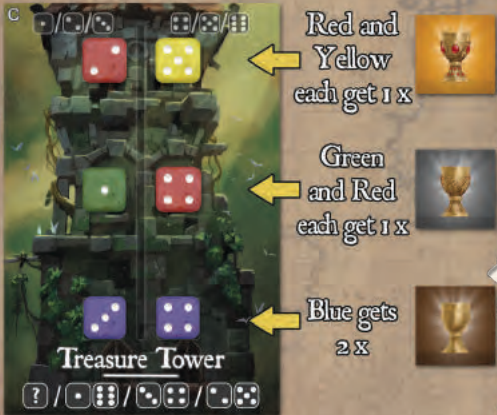 C
Red and
Yellow
each get 1 x
Green
and Red
each get 1 x
Blue gets
2 x
Treasure Tower
? / / /